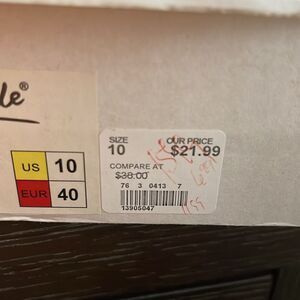 SIZE
10
OUR PRICE
$21.99
COMPARE AT
$38.00
76 3 0413 7
13905047
US 10
EUR 40